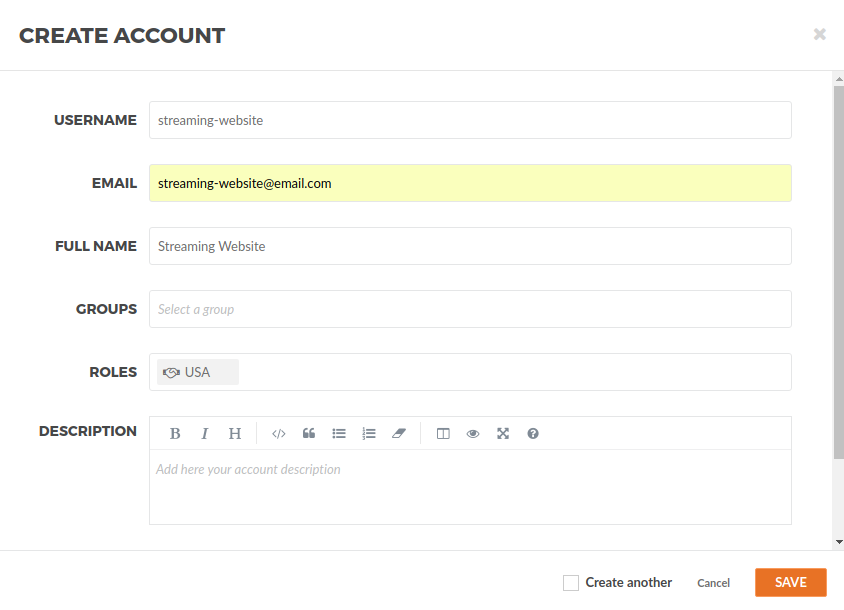 CREATE ACCOUNT
USERNAME streaming-website
EMAIL streaming-website@email.com
FULL NAME Streaming Website
GROUPS Select a group
ROLES USA
DESCRIPTION B I H
Add here your account description
Create another Cancel SAVE